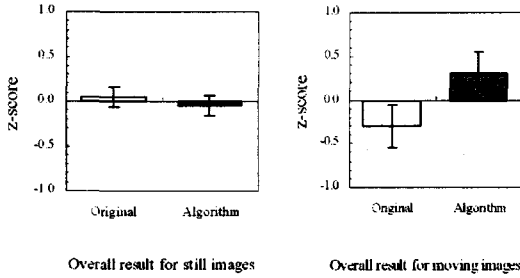 1.0
0.5
0.0
-0.5
-1.0
z-score
Original Algorithm
Overall result for still images
1.0
0.5
0.0
-0.5
-1.0
z-score
Original Algorithm
Overall result for moving images